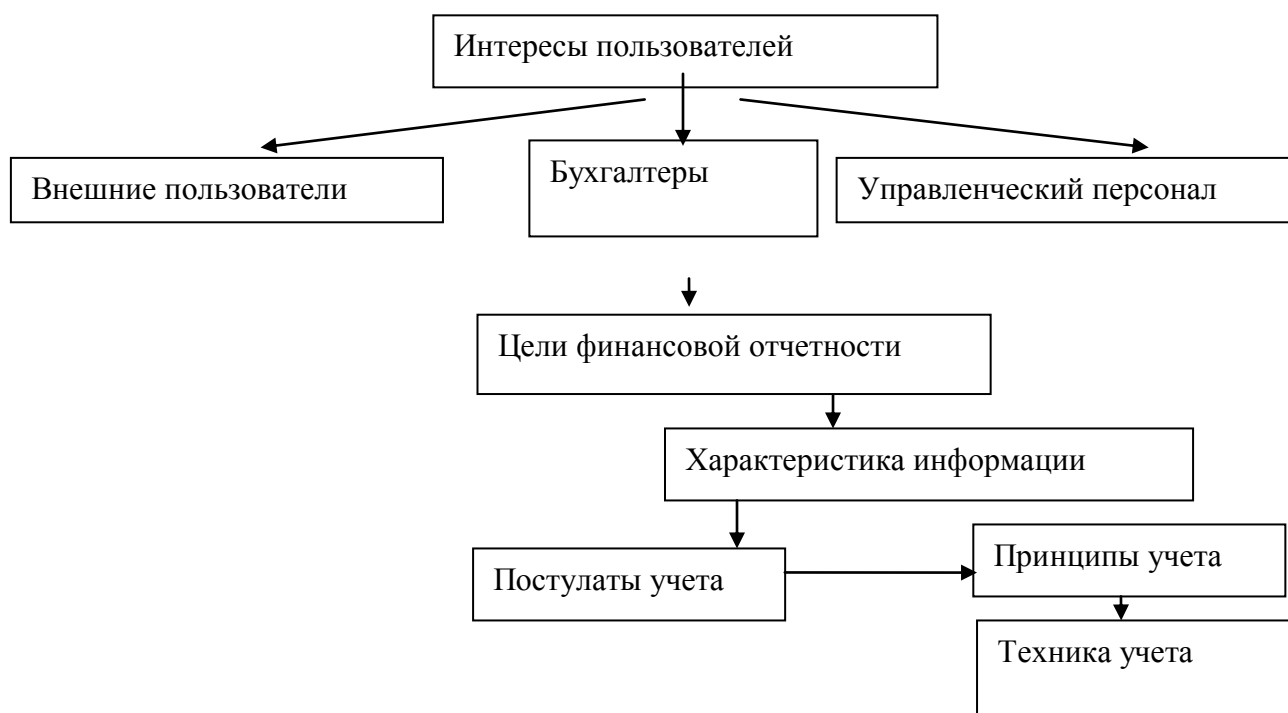 Интересы пользователей
Внешние пользователи
Бухгалтеры
Управленческий персонал
Цели финансовой отчетности
Характеристика информации
Постулаты учета
Принципы учета
Техника учета